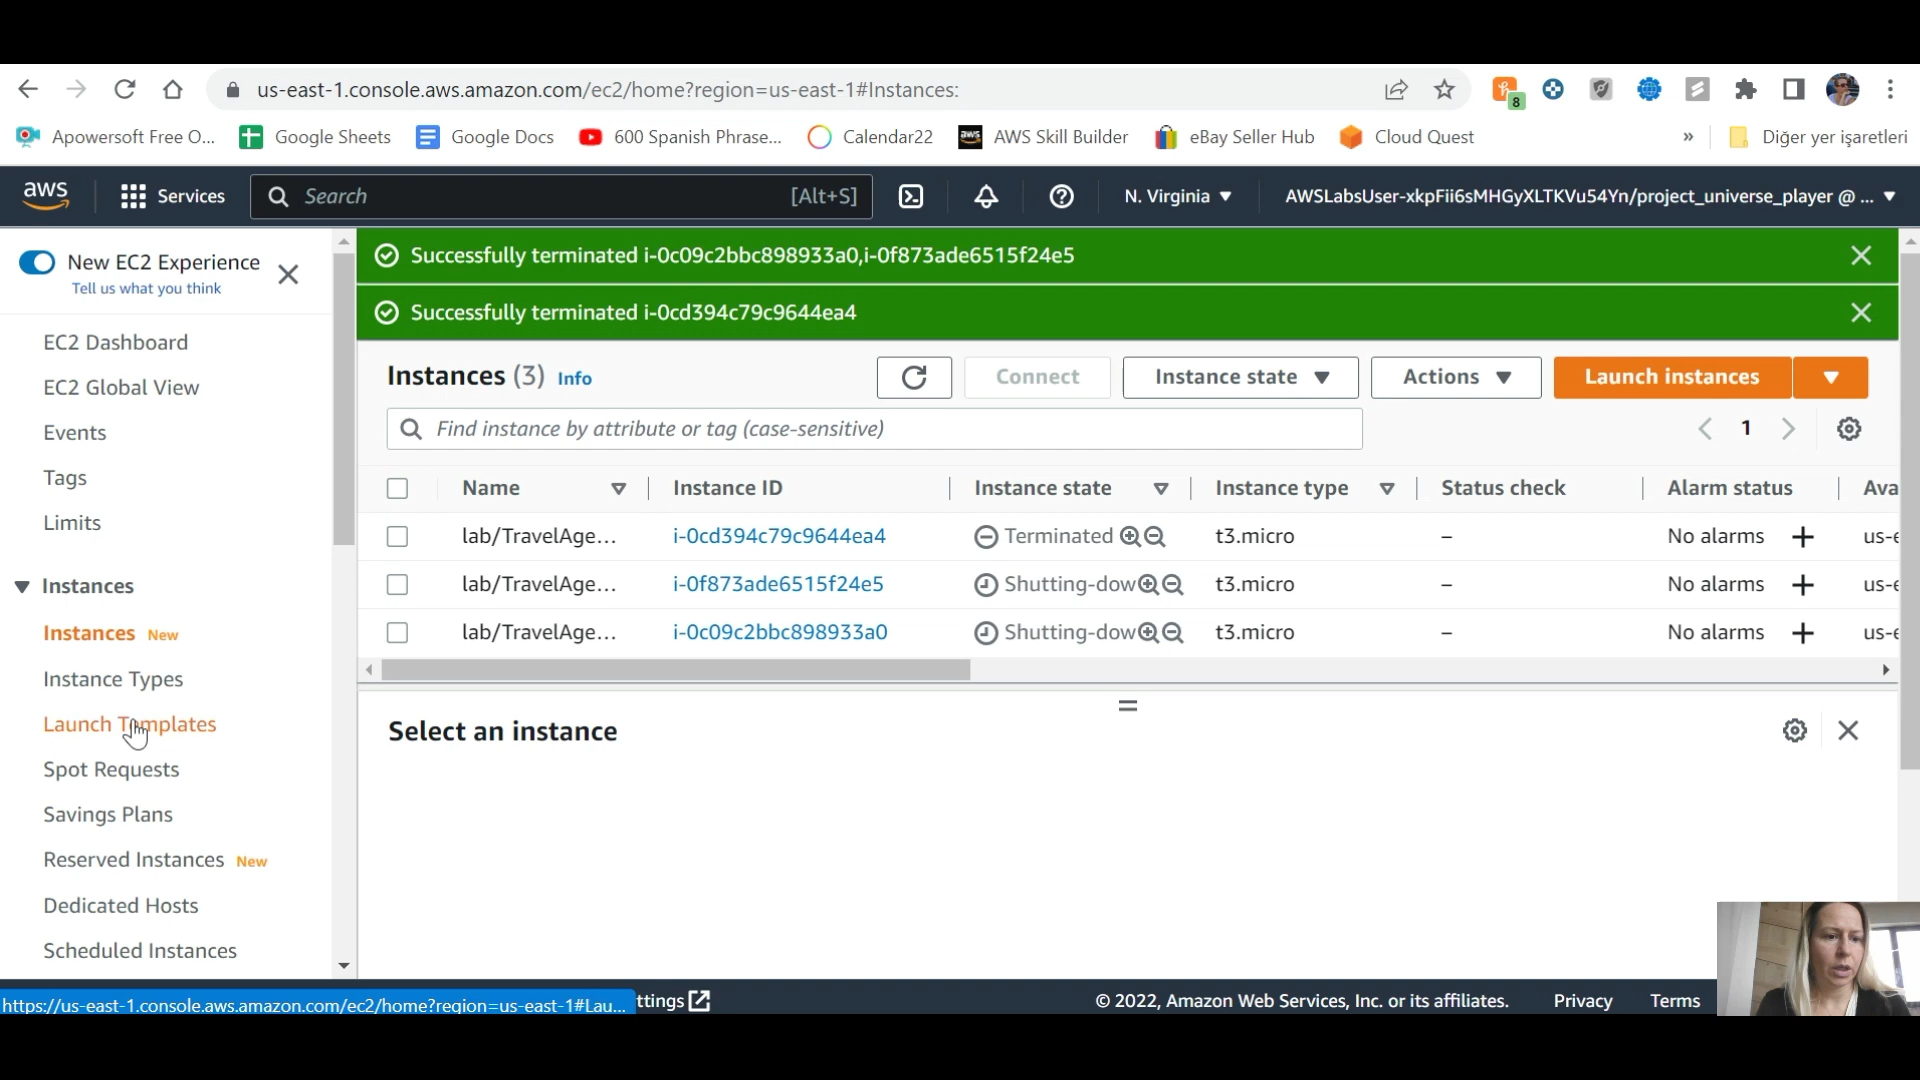 us-east-1.console.aws.amazon.com/ec2/home?region=us-east-1#Instances:
8
Apowersoft Free O...
Google Sheets
Google Docs
600 Spanish Phrase...
Calendar22
aws
AWS Skill Builder
eBay Seller Hub
Cloud Quest
»
Diğer yer işaretleri
aws
Services
Search
[Alt+S]
N. Virginia
AWSLabsUser-xkpFii6sMHGyXLTKVu54Yn/project_universe_player @ ...
New EC2 Experience
Tell us what you think
EC2 Dashboard
EC2 Global View
Events
Tags
Limits
Instances
Instances New
Instance Types
Launch Templates
Spot Requests
Savings Plans
Reserved Instances New
Dedicated Hosts
Scheduled Instances
Successfully terminated i-0c09c2bbc898933a0,i-0f873ade6515f24e5
Successfully terminated i-0cd394c79c9644ea4
Instances (3) Info
Connect
Instance state
Actions
Launch instances
Find instance by attribute or tag (case-sensitive)
1
Name Instance ID Instance state Instance type Status check Alarm status Ava
lab/TravelAge... i-0cd394c79c9644ea4 Terminated t3.micro – No alarms + us-e
lab/TravelAge... i-0f873ade6515f24e5 Shutting-dow t3.micro – No alarms + us-e
lab/TravelAge... i-0c09c2bbc898933a0 Shutting-dow t3.micro – No alarms + us-e
Select an instance
https://us-east-1.console.aws.amazon.com/ec2/home?region=us-east-1#Lau...
ttings
© 2022, Amazon Web Services, Inc. or its affiliates.
Privacy
Terms